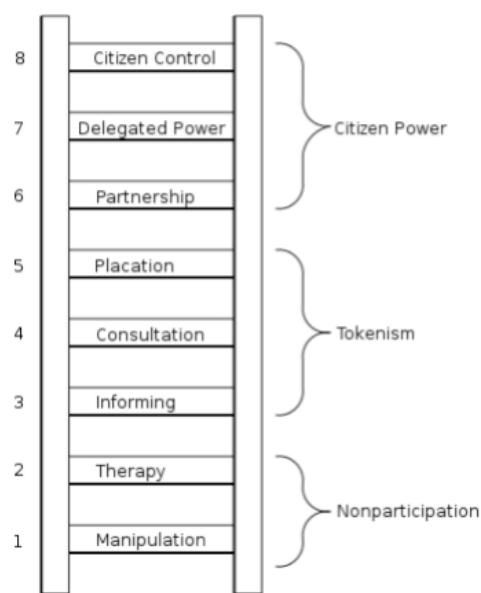 8 Citizen Control
7 Delegated Power
Citizen Power
6 Partnership
5 Placation
4 Consultation
Tokenism
3 Informing
2 Therapy
Nonparticipation
1 Manipulation